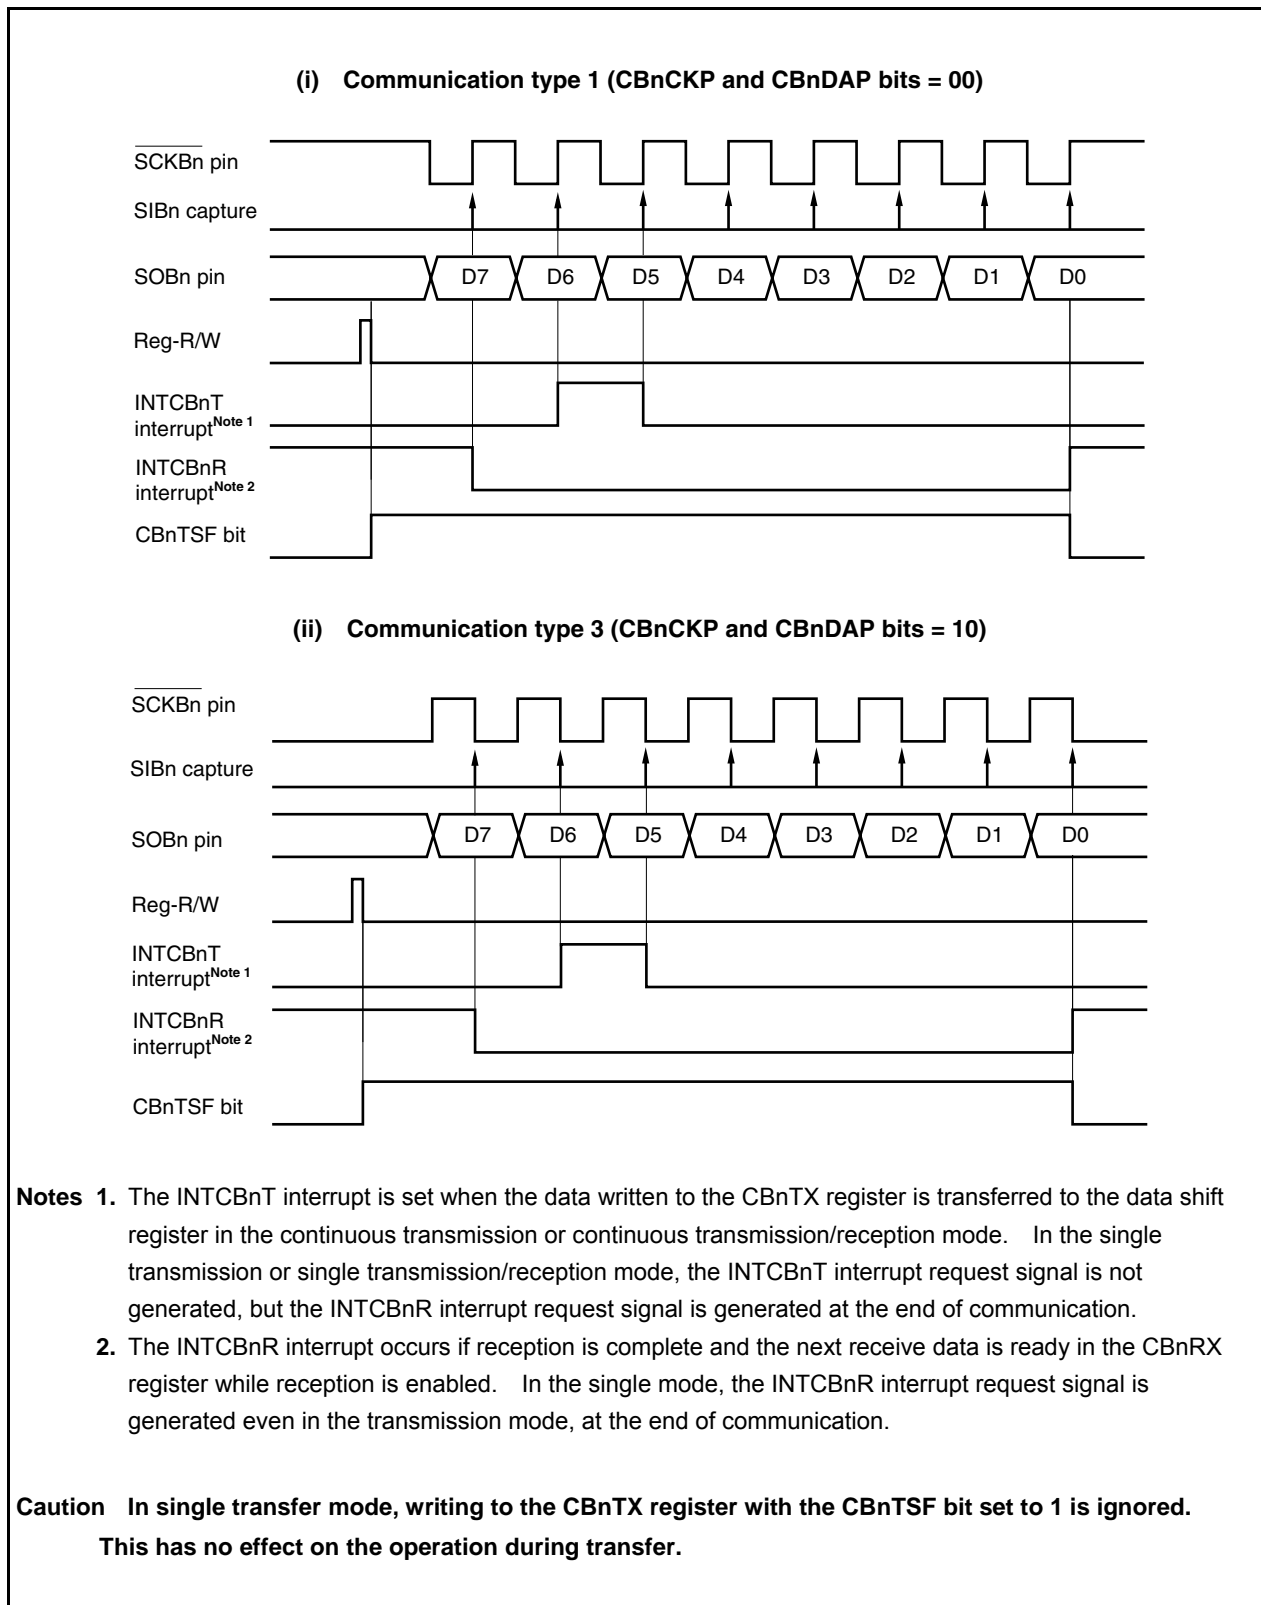 (i) Communication type 1 (CBnCKP and CBnDAP bits = 00)
SCKBn pin
SIBn capture
SOBn pin D7 D6 D5 D4 D3 D2 D1 D0
Reg-R/W
INTCBnT
interrupt Note 1
INTCBnR
interrupt Note 2
CBnTSF bit
(ii) Communication type 3 (CBnCKP and CBnDAP bits = 10)
SCKBn pin
SIBn capture
SOBn pin D7 D6 D5 D4 D3 D2 D1 D0
Reg-R/W
INTCBnT
interrupt Note 1
INTCBnR
interrupt Note 2
CBnTSF bit
Notes 1. The INTCBnT interrupt is set when the data written to the CBnTX register is transferred to the data shift
register in the continuous transmission or continuous transmission/reception mode. In the single
transmission or single transmission/reception mode, the INTCBnT interrupt request signal is not
generated, but the INTCBnR interrupt request signal is generated at the end of communication.
2. The INTCBnR interrupt occurs if reception is complete and the next receive data is ready in the CBnRX
register while reception is enabled. In the single mode, the INTCBnR interrupt request signal is
generated even in the transmission mode, at the end of communication.
Caution In single transfer mode, writing to the CBnTX register with the CBnTSF bit set to 1 is ignored.
This has no effect on the operation during transfer.